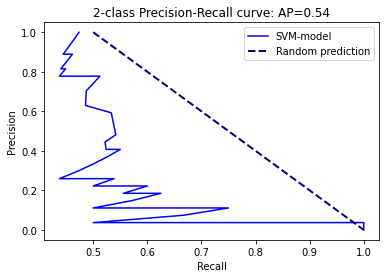 2-class Precision-Recall curve: AP=0.54
SVM-model
Random prediction
Precision
1.0
0.8
0.6
0.4
0.2
0.0
0.5 0.6 0.7 0.8 0.9 1.0
Recall